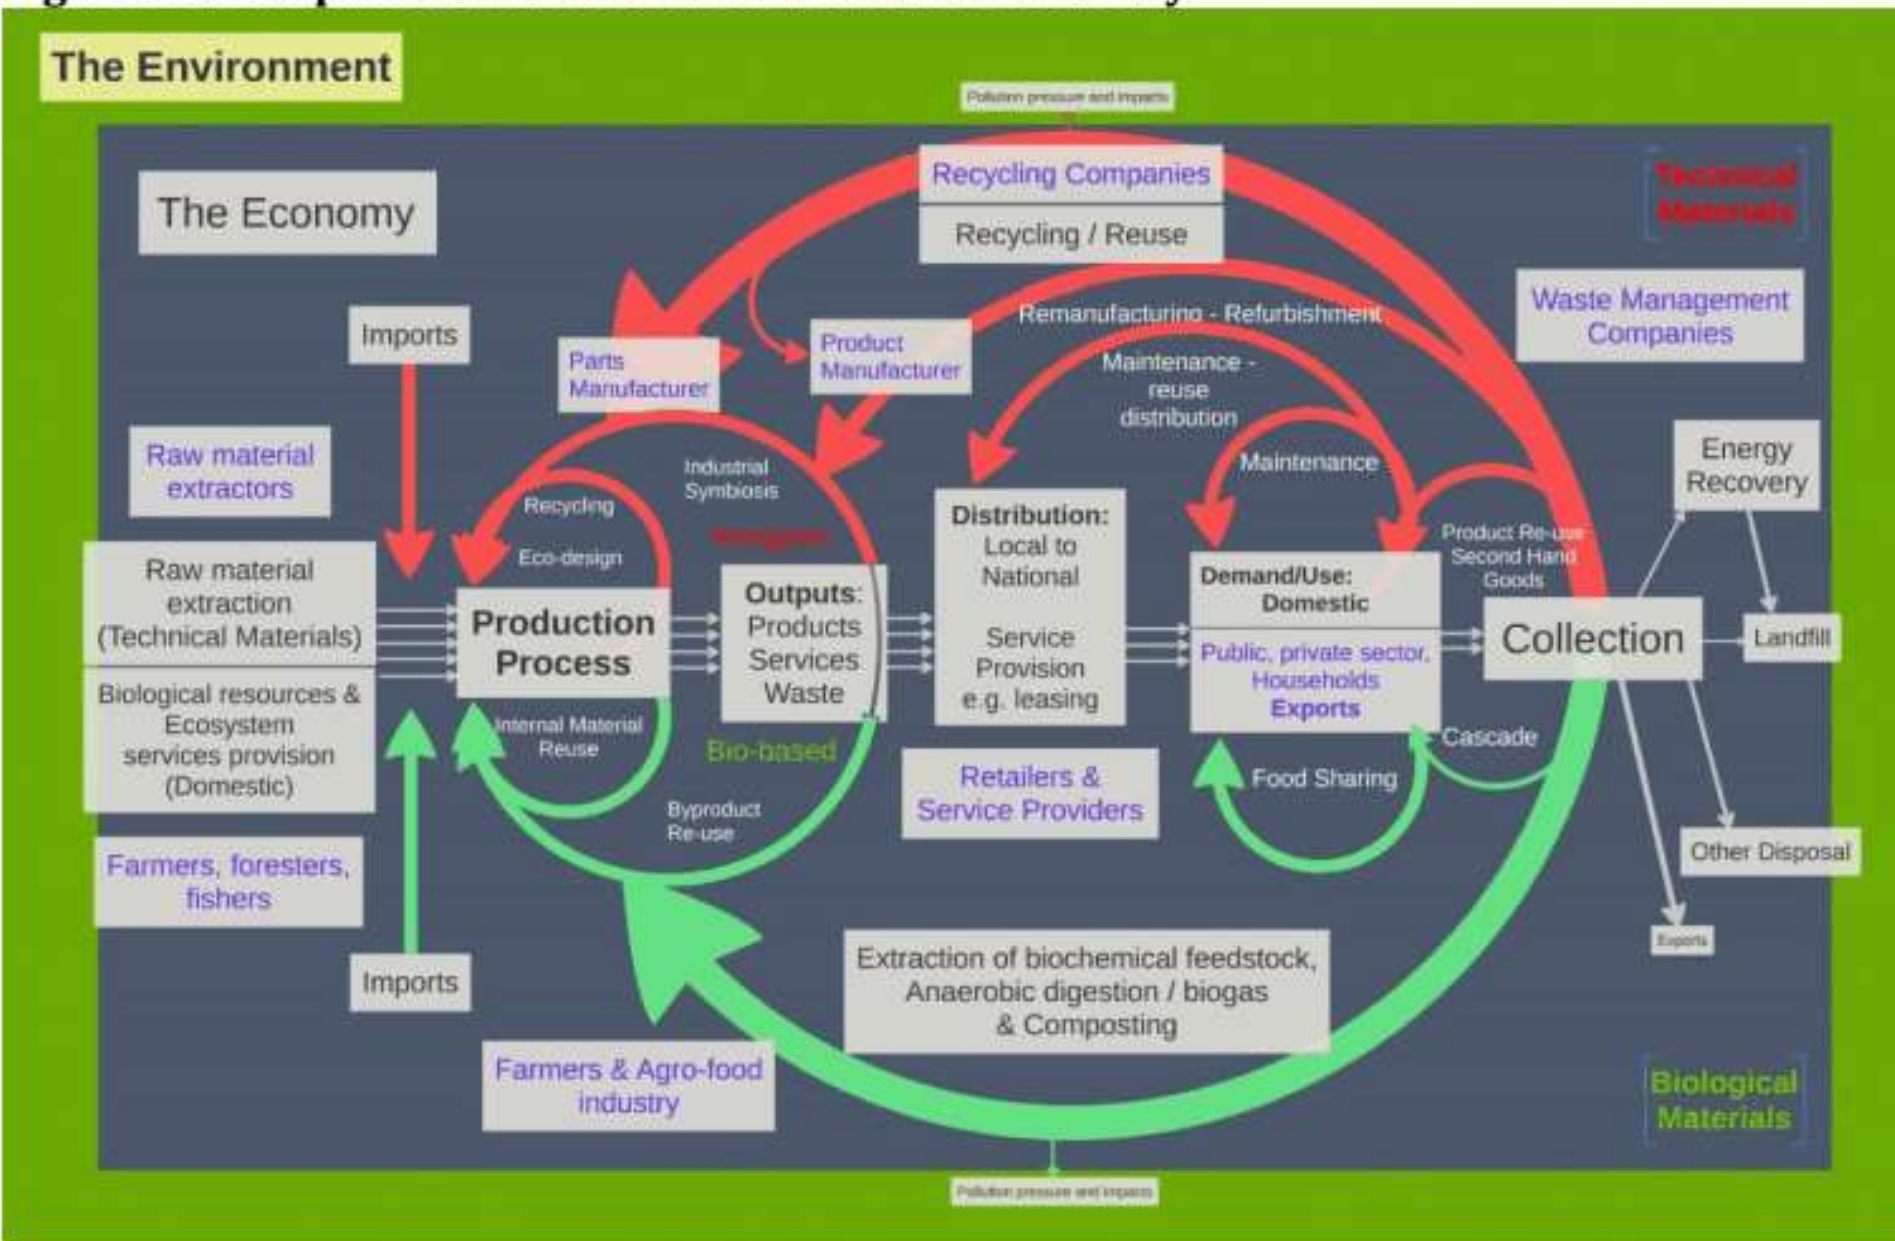 The Environment
Pollution pressure and impacts
The Economy
Recycling Companies
Recycling / Reuse
Technical
Materials
Waste Management
Companies
Imports
Remanufacturing - Refurbishment
Parts
Manufacturer
Product
Manufacturer
Maintenance -
reuse
distribution
Raw material
extractors
Industrial
Symbiosis
Maintenance
Energy
Recovery
Recycling
Eco-design
Product Re-use
Second Hand
Goods
Raw material
extraction
(Technical Materials)
Biological resources &
Ecosystem
services provision
(Domestic)
Production
Process
Outputs:
Products
Services
Waste
Distribution:
Local to
National
Service
Provision
e.g. leasing
Demand/Use:
Domestic
Public, private sector,
Households
Exports
Collection
Landfill
Internal Material
Reuse
Bio-based
Cascade
Retailers &
Service Providers
Food Sharing
Byproduct
Re-use
Farmers, foresters,
fishers
Other Disposal
Exports
Imports
Extraction of biochemical feedstock,
Anaerobic digestion / biogas
& Composting
Farmers & Agro-food
industry
Biological
Materials
Pollution pressure and impacts